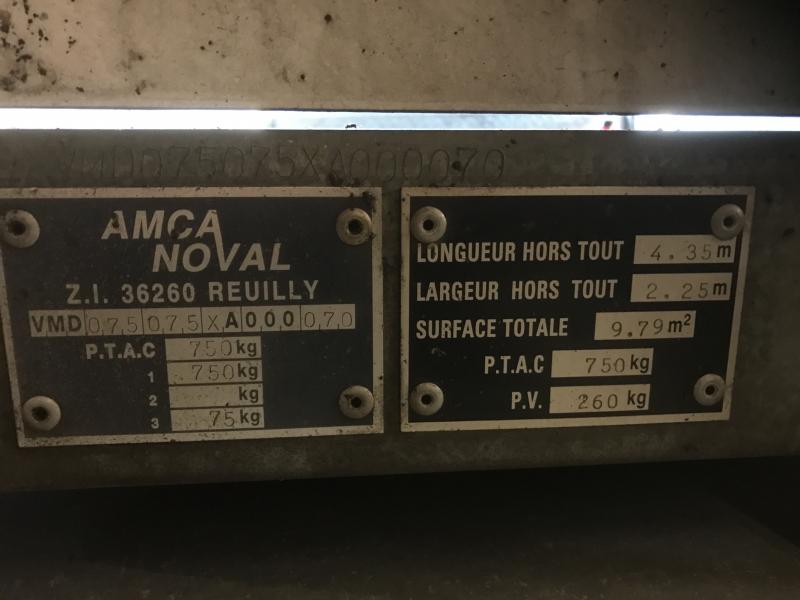 VMD075075XA000070
AMCA
NOVAL
Z.I. 36260 REUILLY
VMD075075XA000070
P.T.A.C 750kg
1 750kg
2 kg
3 75kg
LONGUEUR HORS TOUT 4.35m
LARGEUR HORS TOUT 2.25m
SURFACE TOTALE 9.79m²
P.T.A.C 750kg
P.V. 260kg